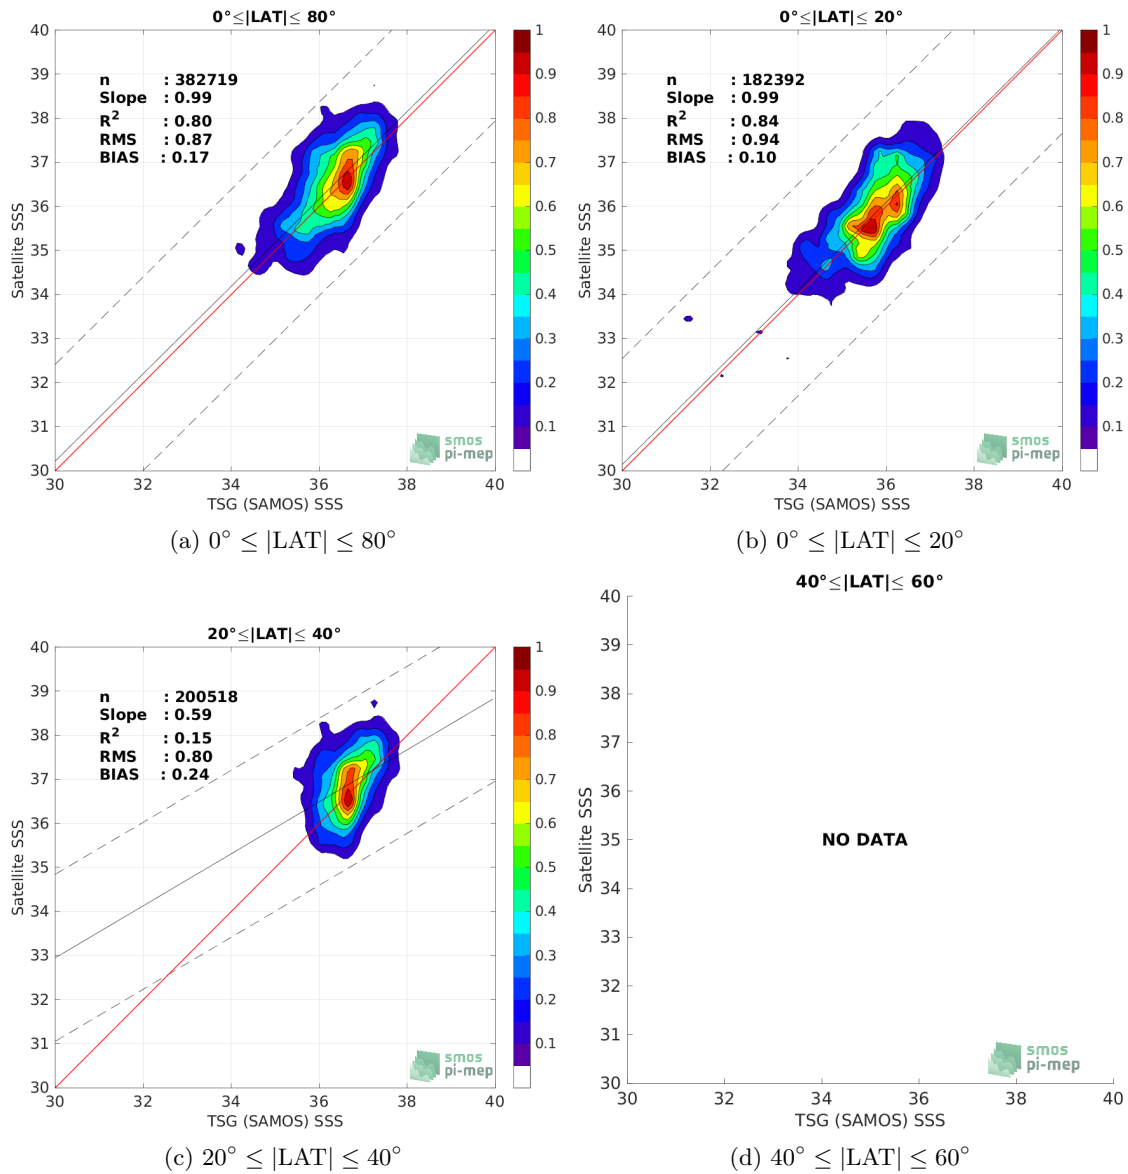 0°≤|LAT|≤ 80°
n : 382719
Slope : 0.99
R² : 0.80
RMS : 0.87
BIAS : 0.17
40
39
38
37
36
35
34
33
32
31
30
Satellite SSS
30 32 34 36 38 40
TSG (SAMOS) SSS
1
0.9
0.8
0.7
0.6
0.5
0.4
0.3
0.2
0.1
smos
pi-mep
(a) 0° ≤ |LAT| ≤ 80°
0°≤|LAT|≤ 20°
n : 182392
Slope : 0.99
R² : 0.84
RMS : 0.94
BIAS : 0.10
40
39
38
37
36
35
34
33
32
31
30
Satellite SSS
30 32 34 36 38 40
TSG (SAMOS) SSS
1
0.9
0.8
0.7
0.6
0.5
0.4
0.3
0.2
0.1
smos
pi-mep
(b) 0° ≤ |LAT| ≤ 20°
20°≤|LAT|≤ 40°
n : 200518
Slope : 0.59
R² : 0.15
RMS : 0.80
BIAS : 0.24
40
39
38
37
36
35
34
33
32
31
30
Satellite SSS
30 32 34 36 38 40
TSG (SAMOS) SSS
1
0.9
0.8
0.7
0.6
0.5
0.4
0.3
0.2
0.1
smos
pi-mep
(c) 20° ≤ |LAT| ≤ 40°
40°≤|LAT|≤ 60°
40
39
38
37
36
35
34
33
32
31
30
Satellite SSS
NO DATA
30 32 34 36 38 40
TSG (SAMOS) SSS
smos
pi-mep
(d) 40° ≤ |LAT| ≤ 60°